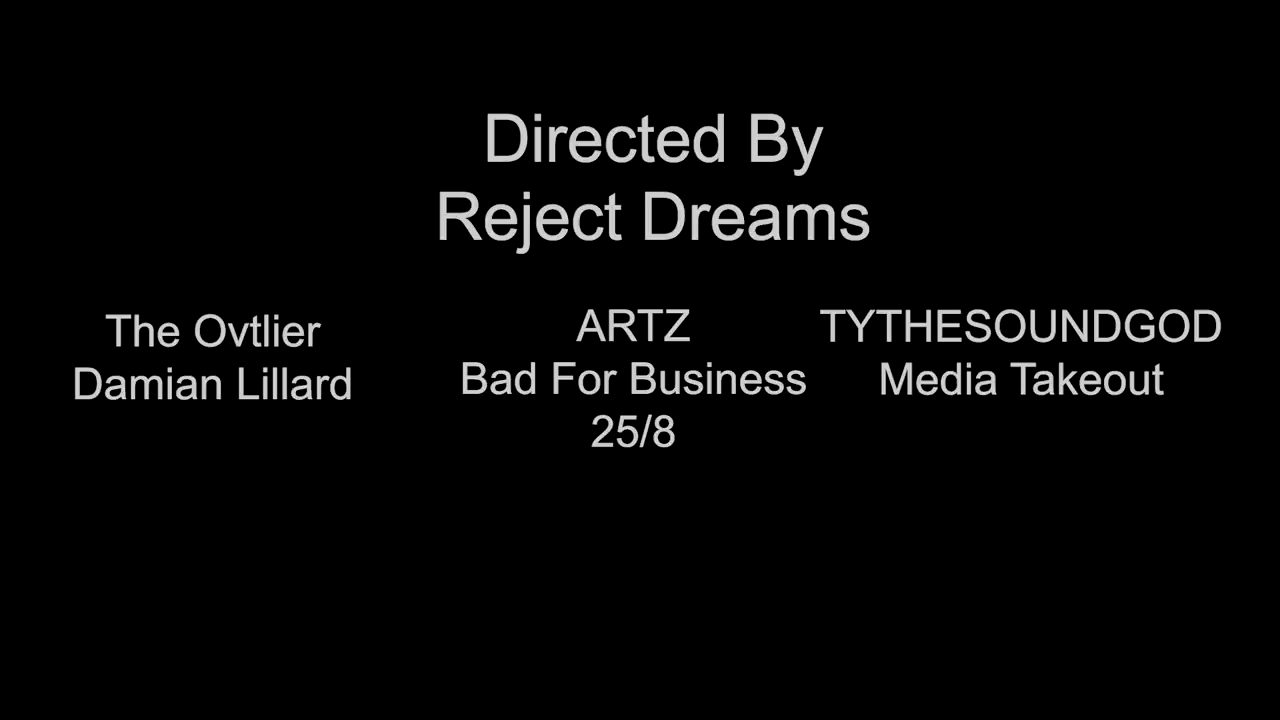 Directed By
Reject Dreams
The Ovtlier
Damian Lillard
ARTZ
Bad For Business
25/8
TYTHESOUNDGOD
Media Takeout